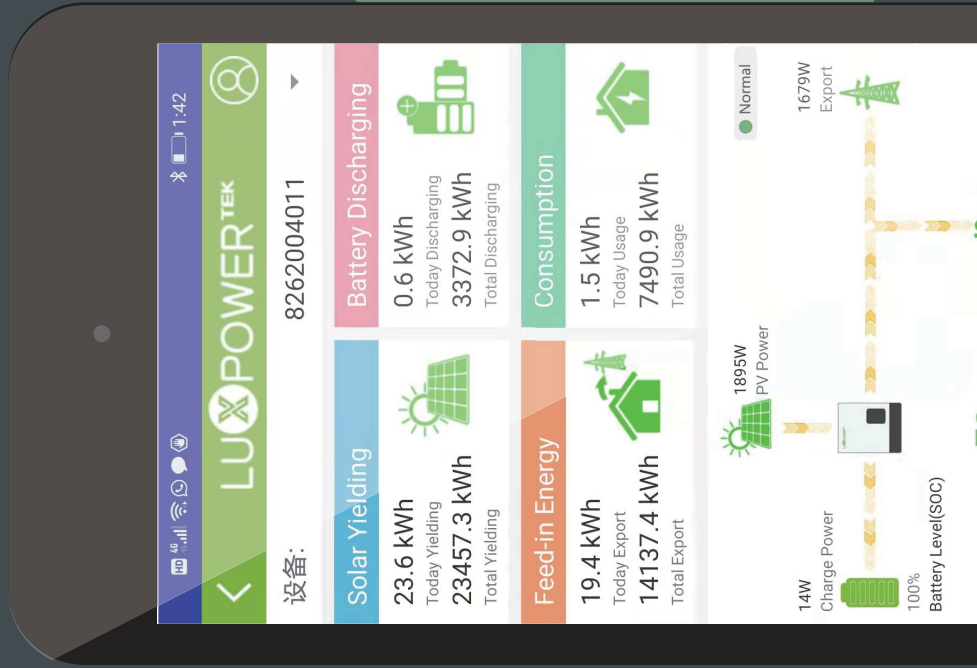 HD 4G 1:42
LUXPOWERTEK
设备: 8262004011
Solar Yielding
23.6 kWh
Today Yielding
23457.3 kWh
Total Yielding
Battery Discharging
0.6 kWh
Today Discharging
3372.9 kWh
Total Discharging
Feed-in Energy
19.4 kWh
Today Export
14137.4 kWh
Total Export
Consumption
1.5 kWh
Today Usage
7490.9 kWh
Total Usage
Normal
1895W
PV Power
1679W
Export
14W
Charge Power
100%
Battery Level(SOC)